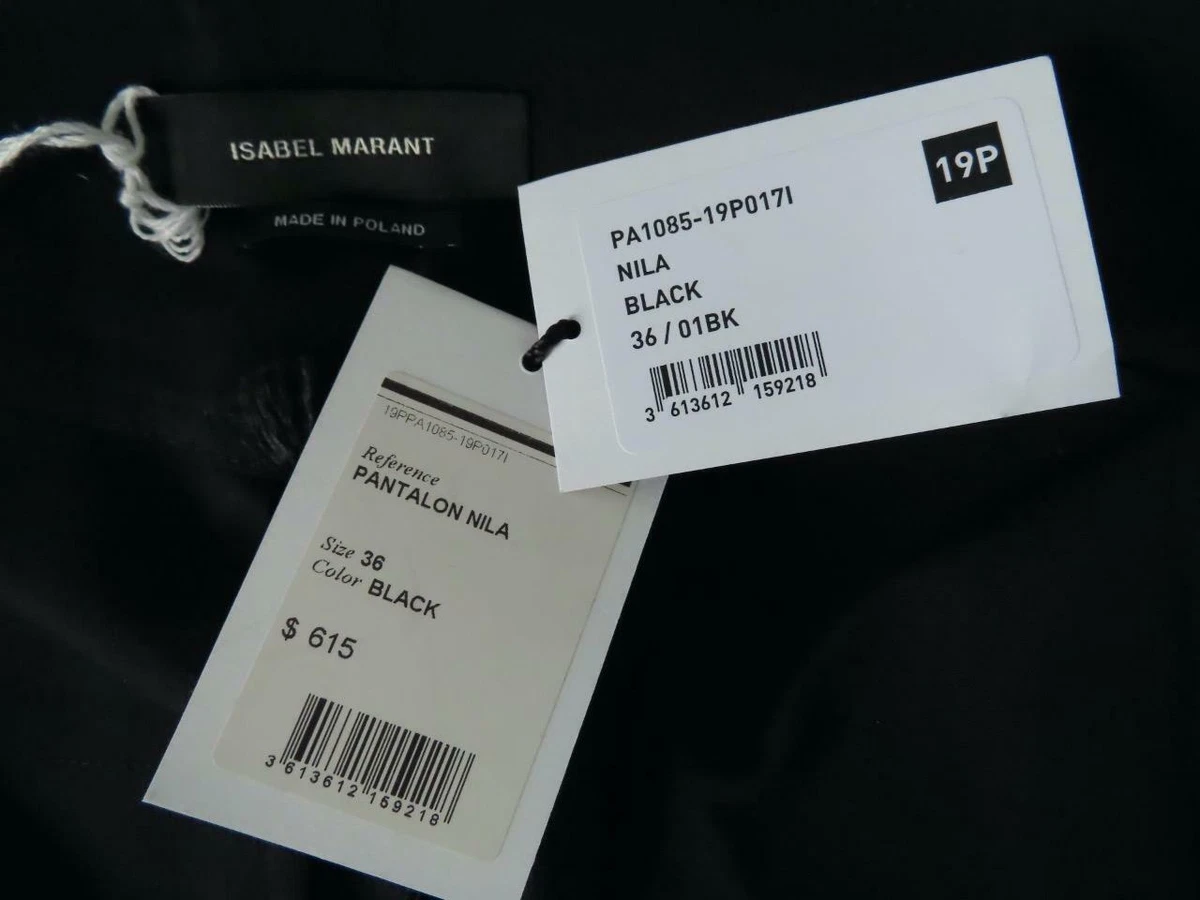 ISABEL MARANT
MADE IN POLAND
19P
PA1085-19P017I
NILA
BLACK
36 / 01BK
3 613612 159218
19PPA1085-19P017I
Reference
PANTALON NILA
Size 36
Color BLACK
$ 615
3 613612 159218